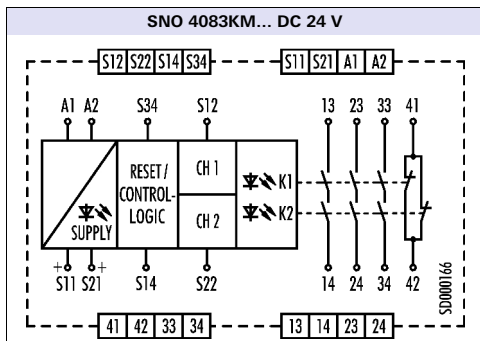 SNO 4083KM... DC 24 V
S12 S22 S14 S34 S11 S21 A1 A2
A1 A2 S34 S12 13 23 33 41
RESET / CONTROL- LOGIC
CH 1
K1
SUPPLY
CH 2
K2
+ +
S11 S21 S14 S22 14 24 34 42
SD000166
41 42 33 34 13 14 23 24